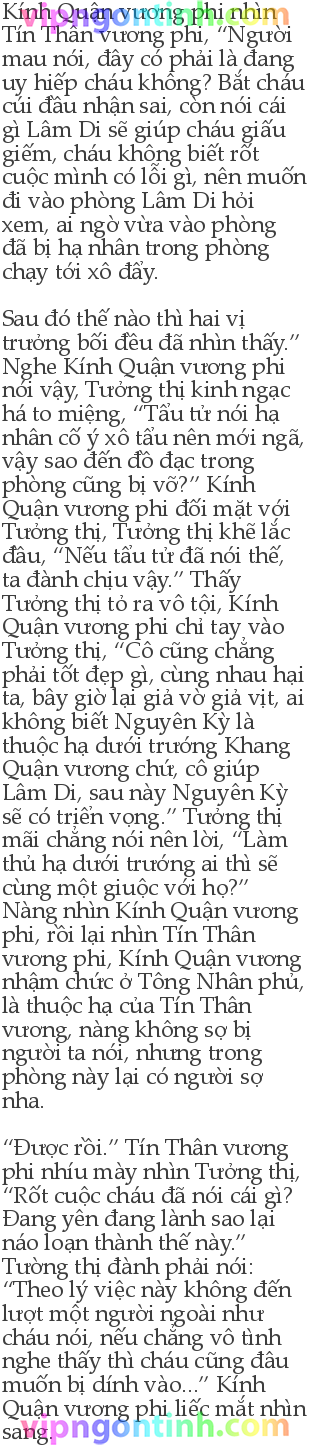 Kính Quận vương phi nhìn
vipngontinh.com
Tín Thân vương phi, “Người
mau nói, đây có phải là đang
uy hiếp cháu không? Bắt cháu
cúi đầu nhận sai, còn nói cái
gì Lâm Di sẽ giúp cháu giấu
giếm, cháu không biết rốt
cuộc mình có lỗi gì, nên muốn
đi vào phòng Lâm Di hỏi
xem, ai ngờ vừa vào phòng
đã bị hạ nhân trong phòng
chạy tới xô đẩy.

Sau đó thế nào thì hai vị
trưởng bối đều đã nhìn thấy.”
Nghe Kính Quận vương phi
nói vậy, Tưởng thị kinh ngạc
há to miệng, “Tẩu tử nói hạ
nhân cố ý xô tẩu nên mới ngã,
vậy sao đến đồ đạc trong
phòng cũng bị vỡ?” Kính
Quận vương phi đối mặt với
Tưởng thị, Tưởng thị khẽ lắc
đầu, “Nếu tẩu tử đã nói thế,
ta đành chịu vậy.” Thấy
Tưởng thị tỏ ra vô tội, Kính
Quận vương phi chỉ tay vào
Tưởng thị, “Cô cũng chẳng
phải tốt đẹp gì, cùng nhau hại
ta, bây giờ lại giả vờ giả vịt, ai
không biết Nguyên Kỳ là
thuộc hạ dưới trướng Khang
Quận vương chứ, cô giúp
Lâm Di, sau này Nguyên Kỳ
sẽ có triển vọng.” Tưởng thị
mãi chẳng nói nên lời, “Làm
thủ hạ dưới trướng ai thì sẽ
cùng một giuộc với họ?”
Nàng nhìn Kính Quận vương
phi, rồi lại nhìn Tín Thân
vương phi, Kính Quận vương
nhậm chức ở Tông Nhân phủ,
là thuộc hạ của Tín Thân
vương, nàng không sợ bị
người ta nói, nhưng trong
phòng này lại có người sợ
nha.

“Được rồi.” Tín Thân vương
phi nhíu mày nhìn Tưởng thị,
“Rốt cuộc cháu đã nói cái gì?
Đang yên đang lành sao lại
náo loạn thành thế này.”
Tường thị đành phải nói:
“Theo lý việc này không đến
lượt một người ngoài như
cháu nói, nếu chẳng vô tình
nghe thấy thì cháu cũng đâu
muốn bị dính vào...” Kính
Quận vương phi liếc mắt nhìn
sang.
vipngontinh.com